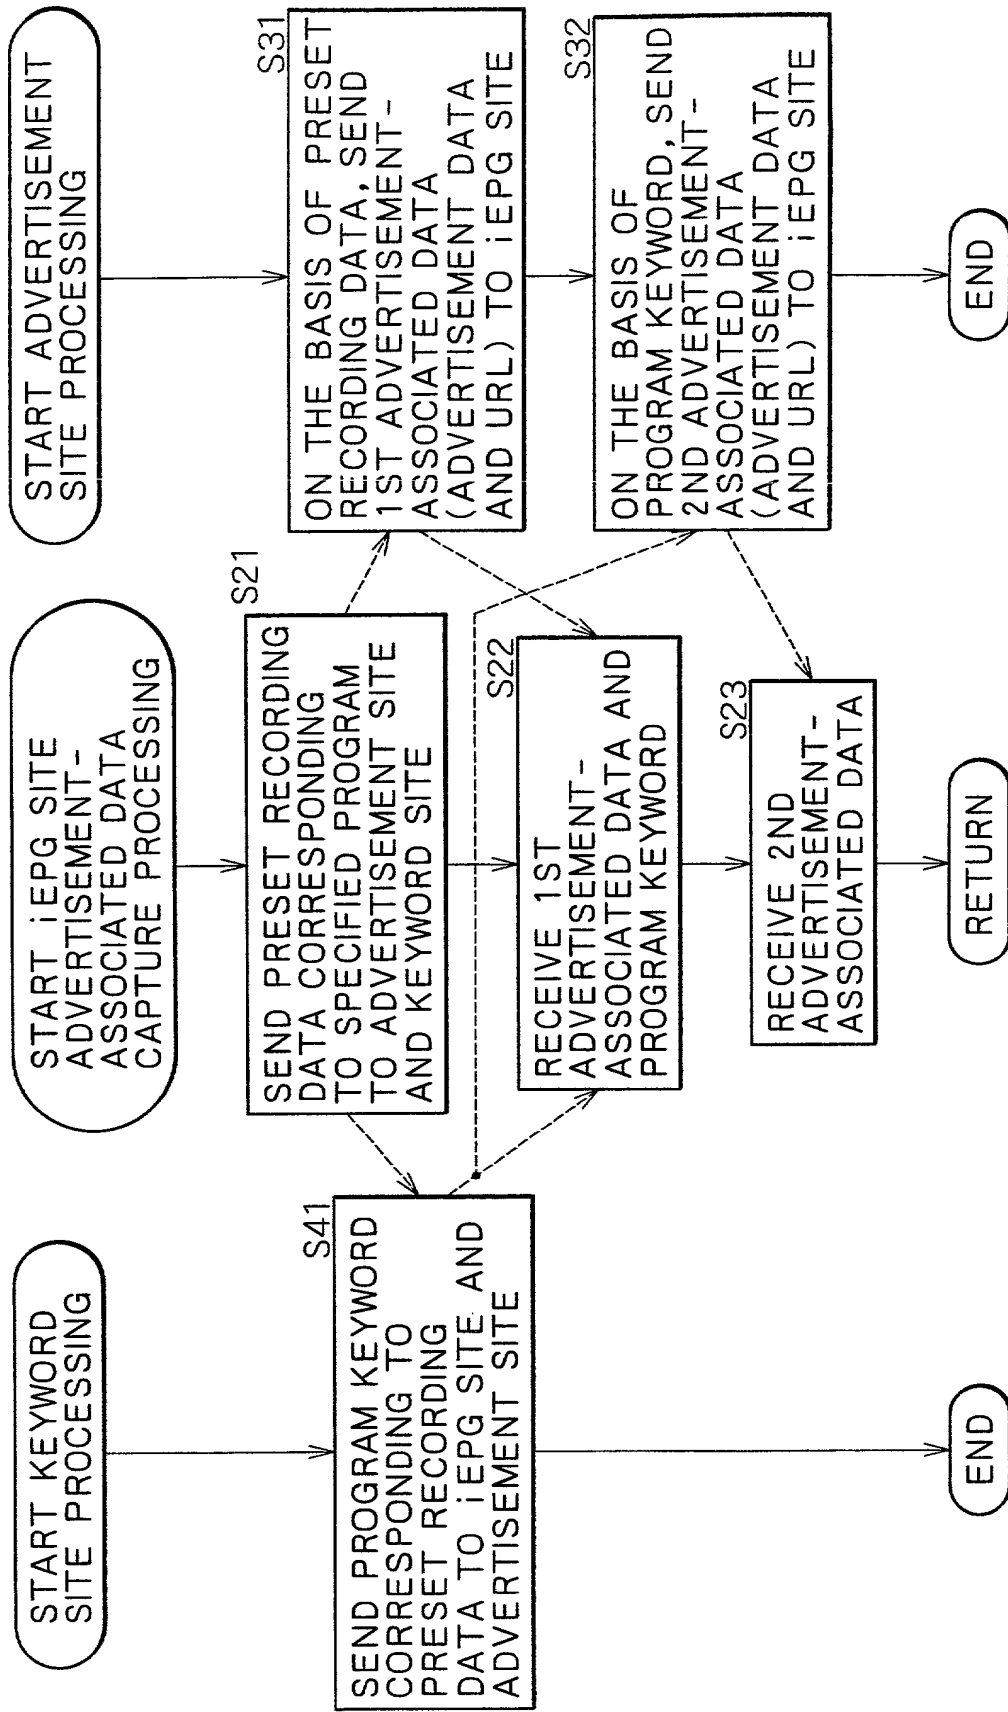 START KEYWORD
SITE PROCESSING
S41
SEND PROGRAM KEYWORD
CORRESPONDING TO
PRESET RECORDING
DATA TO iEPG SITE AND
ADVERTISEMENT SITE
END
START iEPG SITE
ADVERTISEMENT-
ASSOCIATED DATA
CAPTURE PROCESSING
S21
SEND PRESET RECORDING
DATA CORRESPONDING
TO SPECIFIED PROGRAM
TO ADVERTISEMENT SITE
AND KEYWORD SITE
S22
RECEIVE 1ST
ADVERTISEMENT-
ASSOCIATED DATA AND
PROGRAM KEYWORD
S23
RECEIVE 2ND
ADVERTISEMENT-
ASSOCIATED DATA
RETURN
START ADVERTISEMENT
SITE PROCESSING
S31
ON THE BASIS OF PRESET
RECORDING DATA, SEND
1ST ADVERTISEMENT-
ASSOCIATED DATA
(ADVERTISEMENT DATA
AND URL) TO iEPG SITE
S32
ON THE BASIS OF
PROGRAM KEYWORD, SEND
2ND ADVERTISEMENT-
ASSOCIATED DATA
(ADVERTISEMENT DATA
AND URL) TO iEPG SITE
END